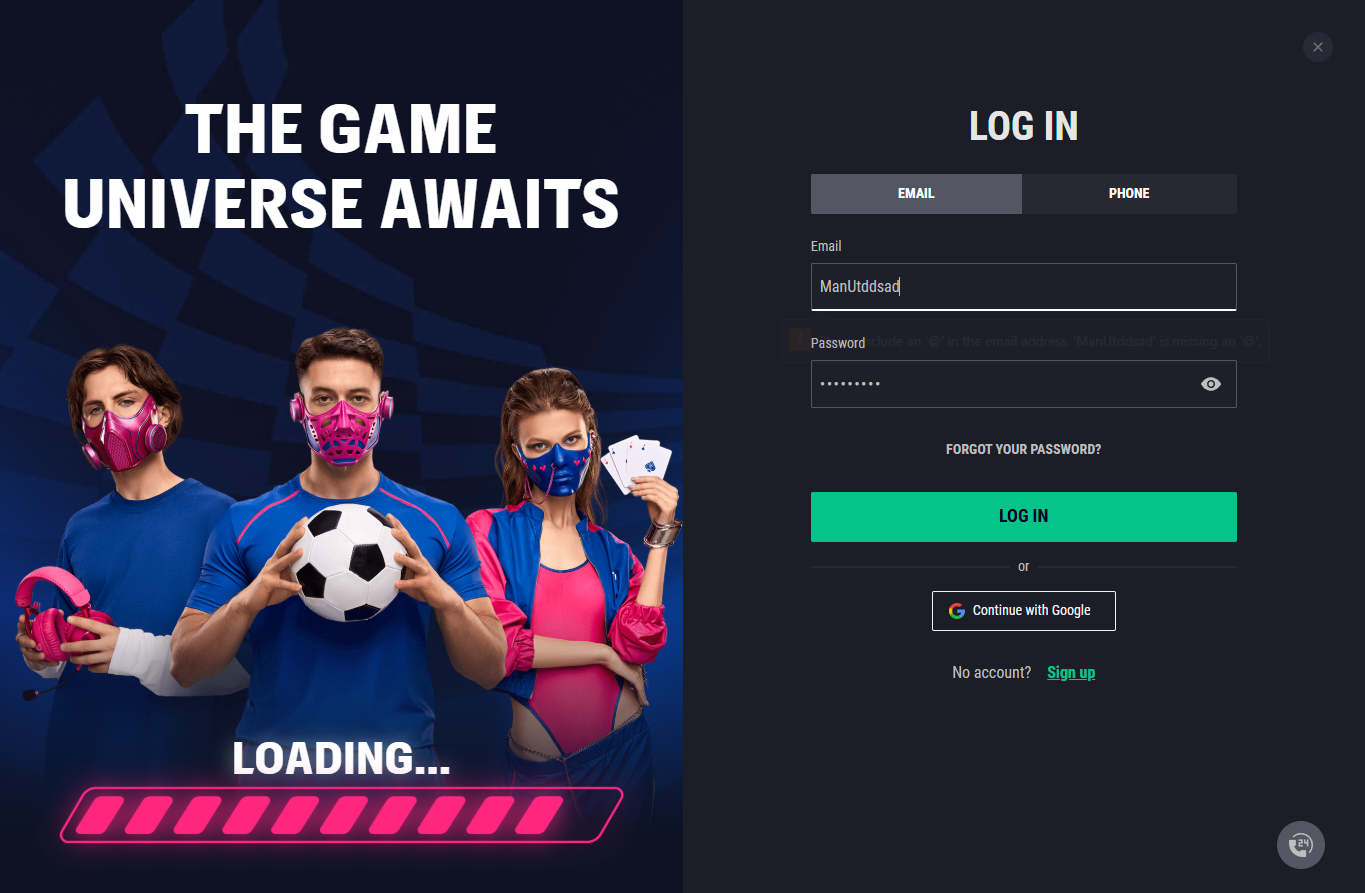 THE GAME
UNIVERSE AWAITS
LOADING...
LOG IN
EMAIL
PHONE
Email
ManUtddsad
Password
include an '@' in the email address. 'ManUtddsad' is missing an '@'.
•••••••••
FORGOT YOUR PASSWORD?
LOG IN
or
Continue with Google
No account? Sign up
24